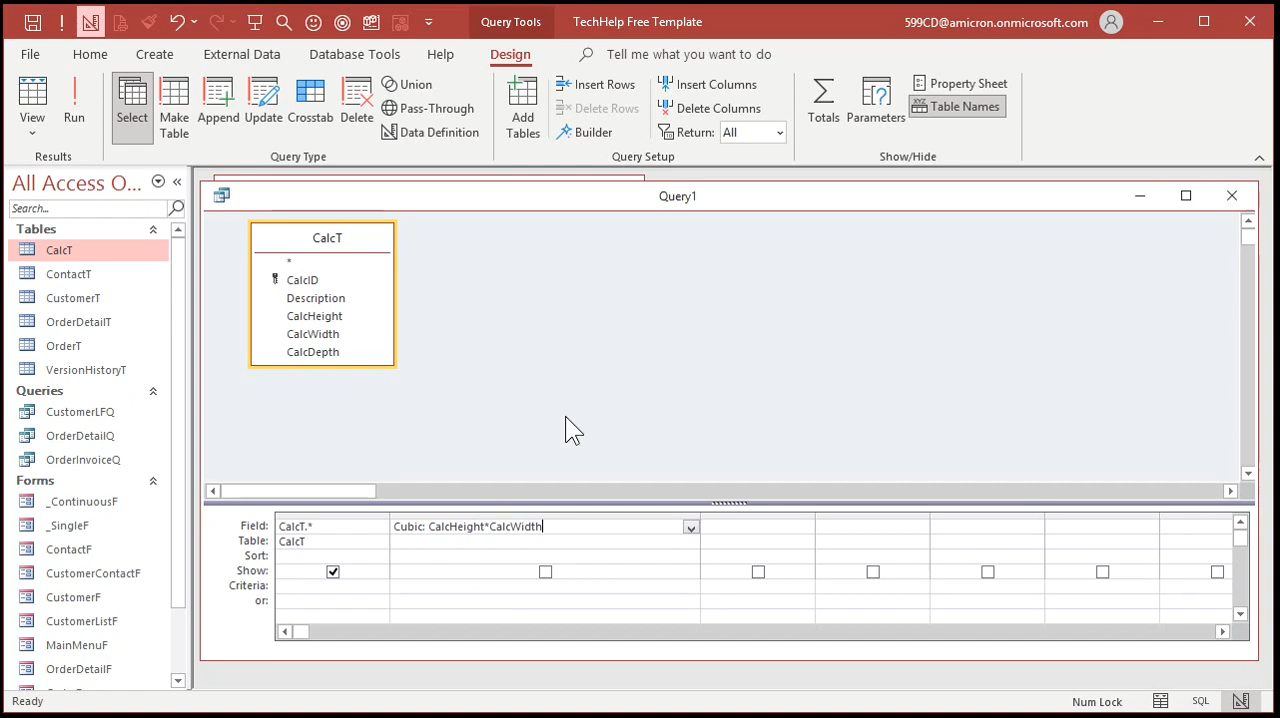 Query Tools
TechHelp Free Template
599CD@amicron.onmicrosoft.com
File
Home
Create
External Data
Database Tools
Help
Design
Tell me what you want to do
View
Run
Results
Select
Make Table
Append
Update
Crosstab
Delete
Union
Pass-Through
Data Definition
Query Type
Add Tables
Insert Rows
Delete Rows
Builder
Insert Columns
Delete Columns
Return: All
Query Setup
Totals
Parameters
Property Sheet
Table Names
Show/Hide
All Access O...
Search...
Tables
CalcT
ContactT
CustomerT
OrderDetailT
OrderT
VersionHistoryT
Queries
CustomerLFQ
OrderDetailQ
OrderInvoiceQ
Forms
_ContinuousF
_SingleF
ContactF
CustomerContactF
CustomerF
CustomerListF
MainMenuF
OrderDetailF
Query1
CalcT
*
CalcID
Description
CalcHeight
CalcWidth
CalcDepth
Field: CalcT.* Cubic: CalcHeight*CalcWidth
Table: CalcT
Sort:
Show:
Criteria:
or:
Ready
Num Lock
SQL